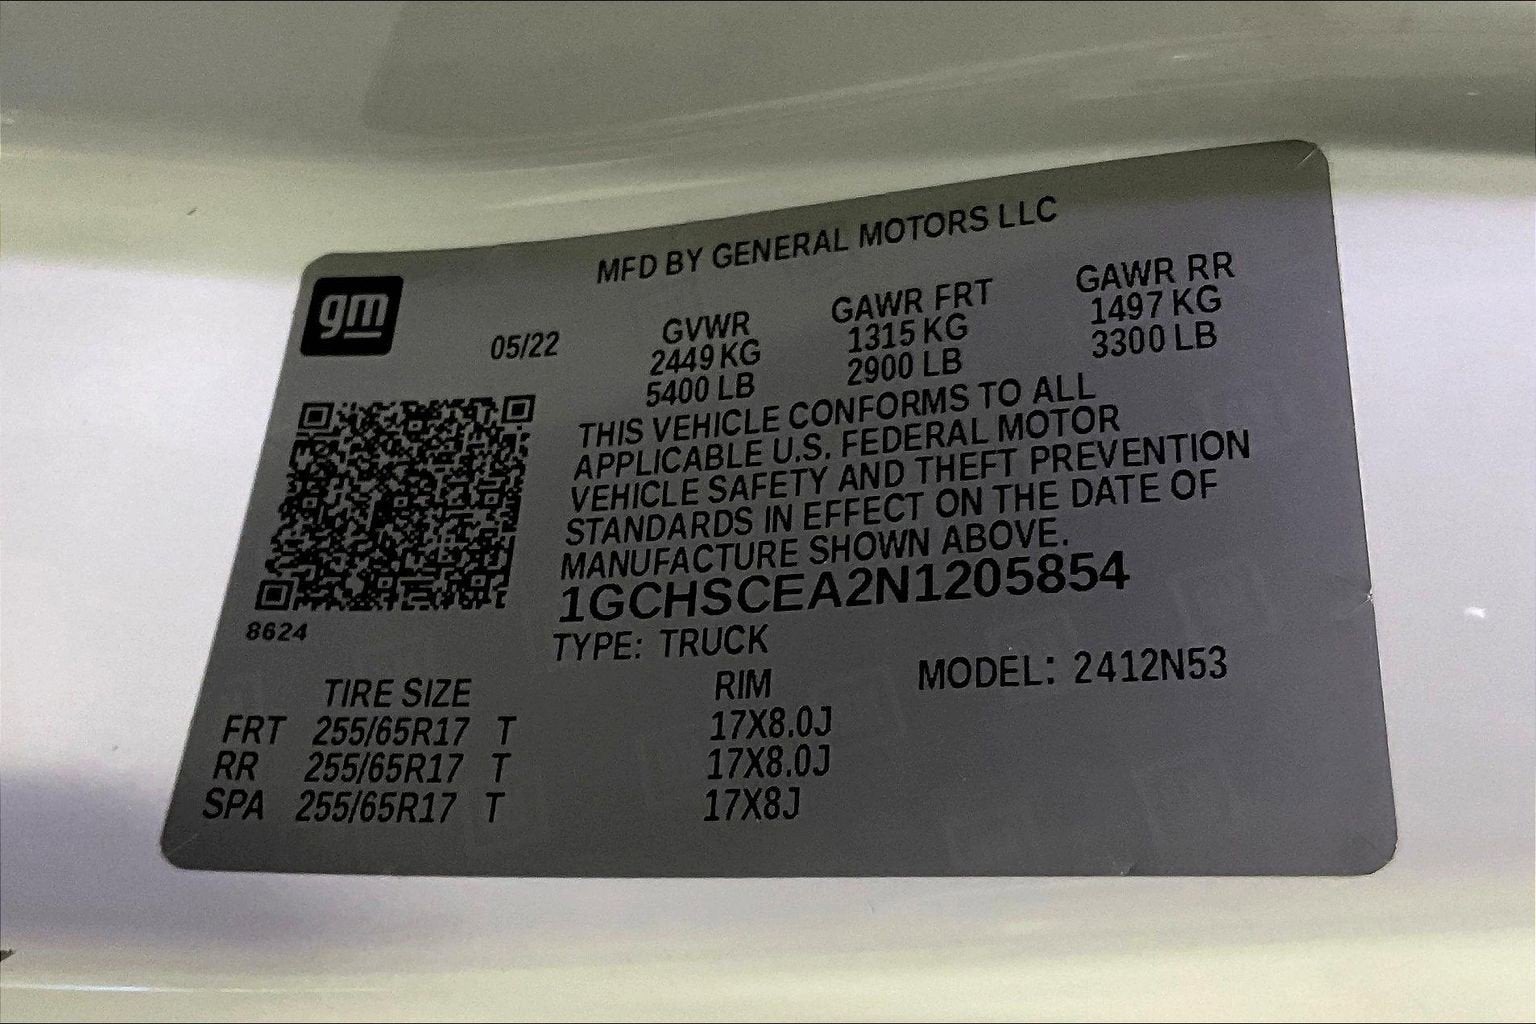 MFD BY GENERAL MOTORS LLC
gm
05/22
GVWR GAWR FRT GAWR RR
2449 KG 1315 KG 1497 KG
5400 LB 2900 LB 3300 LB
THIS VEHICLE CONFORMS TO ALL
APPLICABLE U.S. FEDERAL MOTOR
VEHICLE SAFETY AND THEFT PREVENTION
STANDARDS IN EFFECT ON THE DATE OF
MANUFACTURE SHOWN ABOVE.
1GCHSCEA2N1205854
8624
TYPE: TRUCK
MODEL: 2412N53
TIRE SIZE RIM
FRT 255/65R17 T 17X8.0J
RR 255/65R17 T 17X8.0J
SPA 255/65R17 T 17X8J